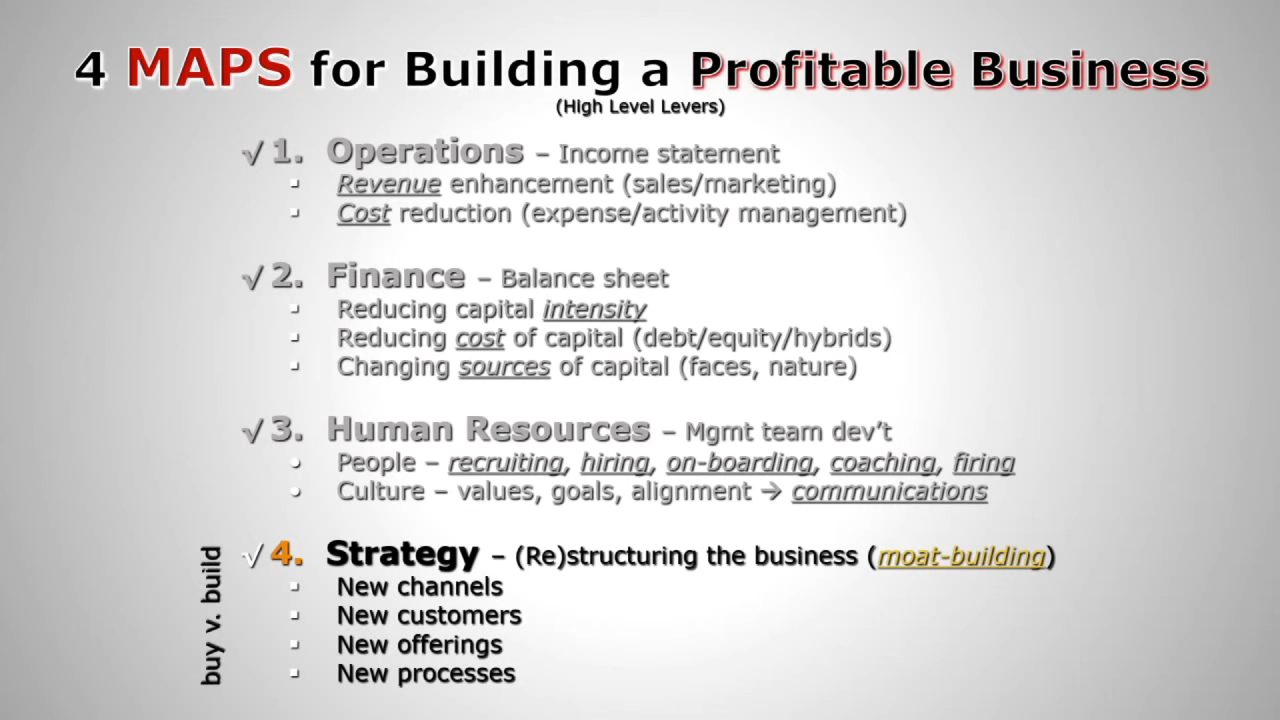 4 MAPS for Building a Profitable Business
(High Level Levers)
√ 1. Operations – Income statement
▪ Revenue enhancement (sales/marketing)
▪ Cost reduction (expense/activity management)
√ 2. Finance – Balance sheet
▪ Reducing capital intensity
▪ Reducing cost of capital (debt/equity/hybrids)
▪ Changing sources of capital (faces, nature)
√ 3. Human Resources – Mgmt team dev’t
• People – recruiting, hiring, on-boarding, coaching, firing
• Culture – values, goals, alignment → communications
√ 4. Strategy – (Re)structuring the business (moat-building)
▪ New channels
▪ New customers
▪ New offerings
▪ New processes
buy v. build